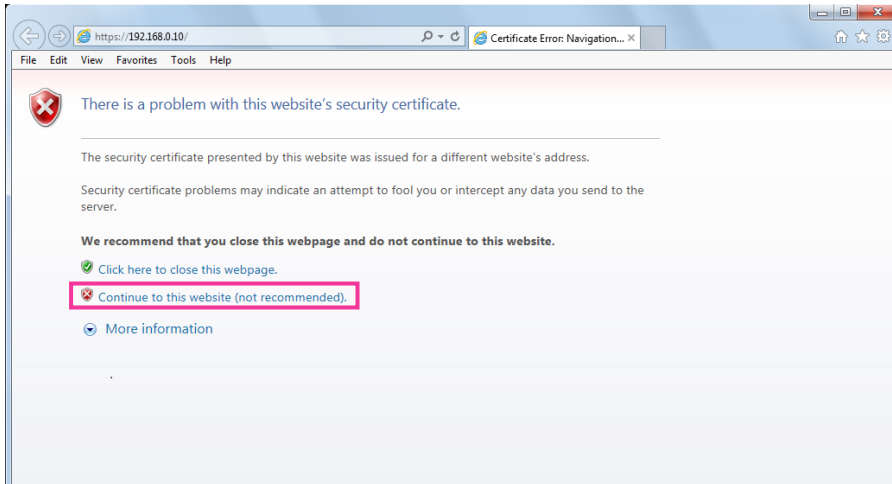 https://192.168.0.10/
Certificate Error: Navigation...
File Edit View Favorites Tools Help
There is a problem with this website's security certificate.
The security certificate presented by this website was issued for a different website's address.
Security certificate problems may indicate an attempt to fool you or intercept any data you send to the
server.
We recommend that you close this webpage and do not continue to this website.
Click here to close this webpage.
Continue to this website (not recommended).
More information